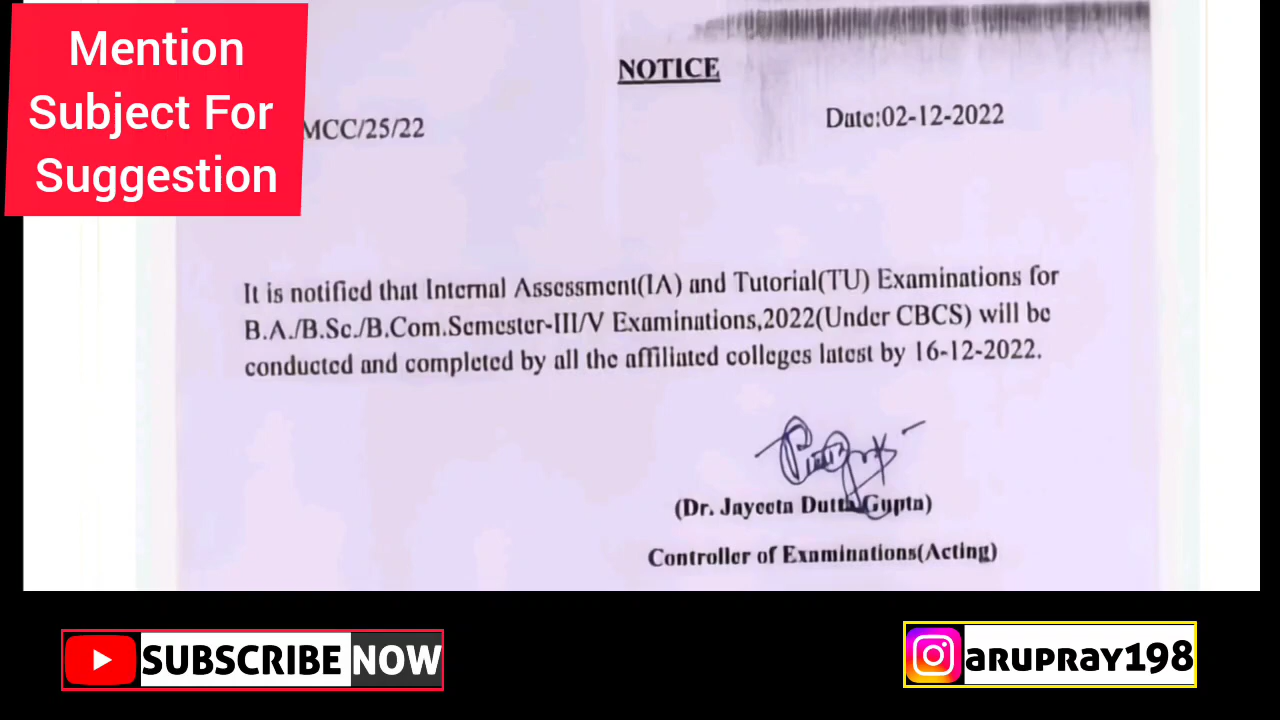 Mention
Subject For
Suggestion
NOTICE
MCC/25/22
Date:02-12-2022
It is notified that Internal Assessment(IA) and Tutorial(TU) Examinations for
B.A./B.Sc./B.Com.Semester-III/V Examinations,2022(Under CBCS) will be
conducted and completed by all the affiliated colleges latest by 16-12-2022.
(Dr. Jayeeta Dutta Gupta)
Controller of Examinations(Acting)
SUBSCRIBE NOW
arupray198